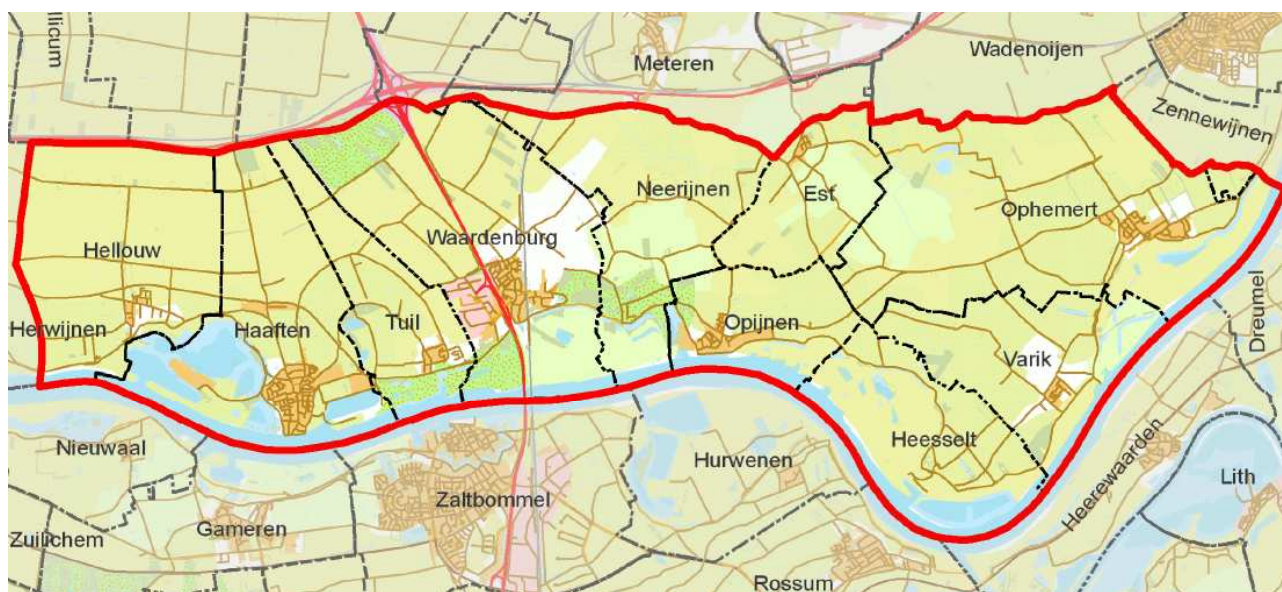 llicum
Meteren
Wadenoijen
Zennewijnen
Neerijnen
Est
Ophemert
Hellouw
Waardenburg
Herwijnen
Haaften
Tuil
Opijnen
Varik
Dreumel
Nieuwaal
Heesselt
Hurwenen
Heerewaarden
Lith
Zaltbommel
Gameren
Zuilichem
Rossum